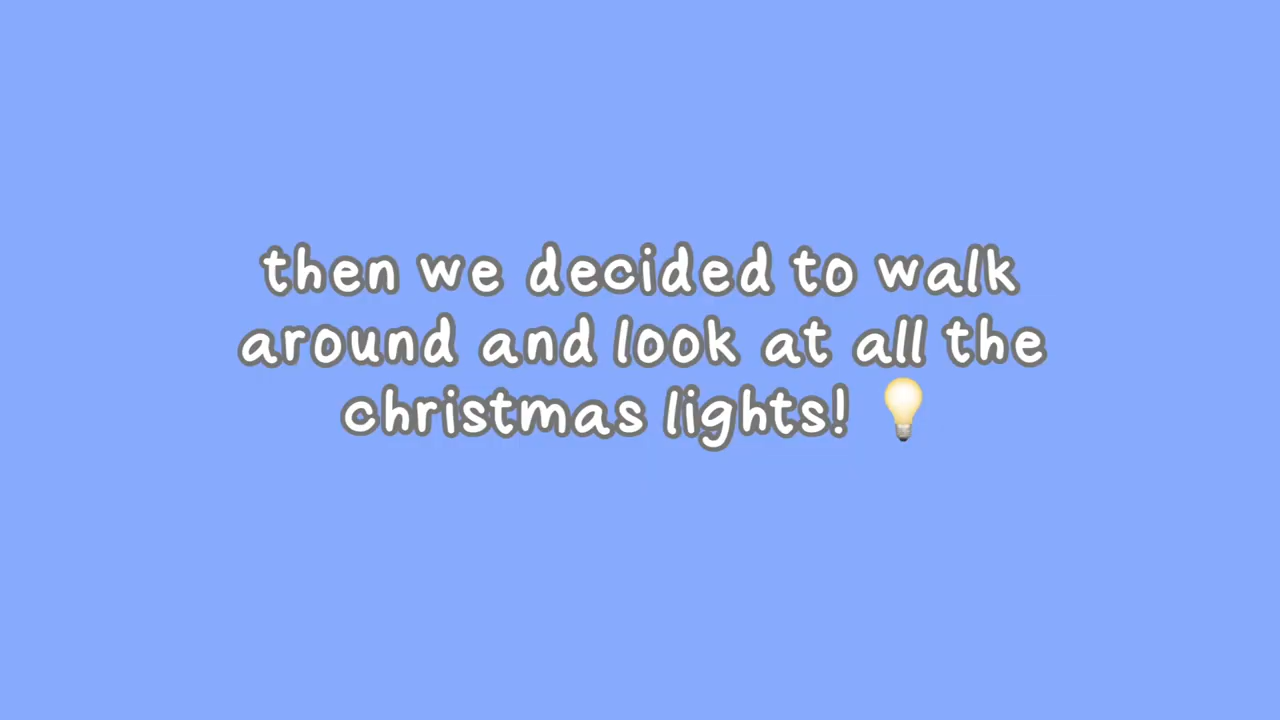 then we decided to walk
around and look at all the
christmas lights! 💡